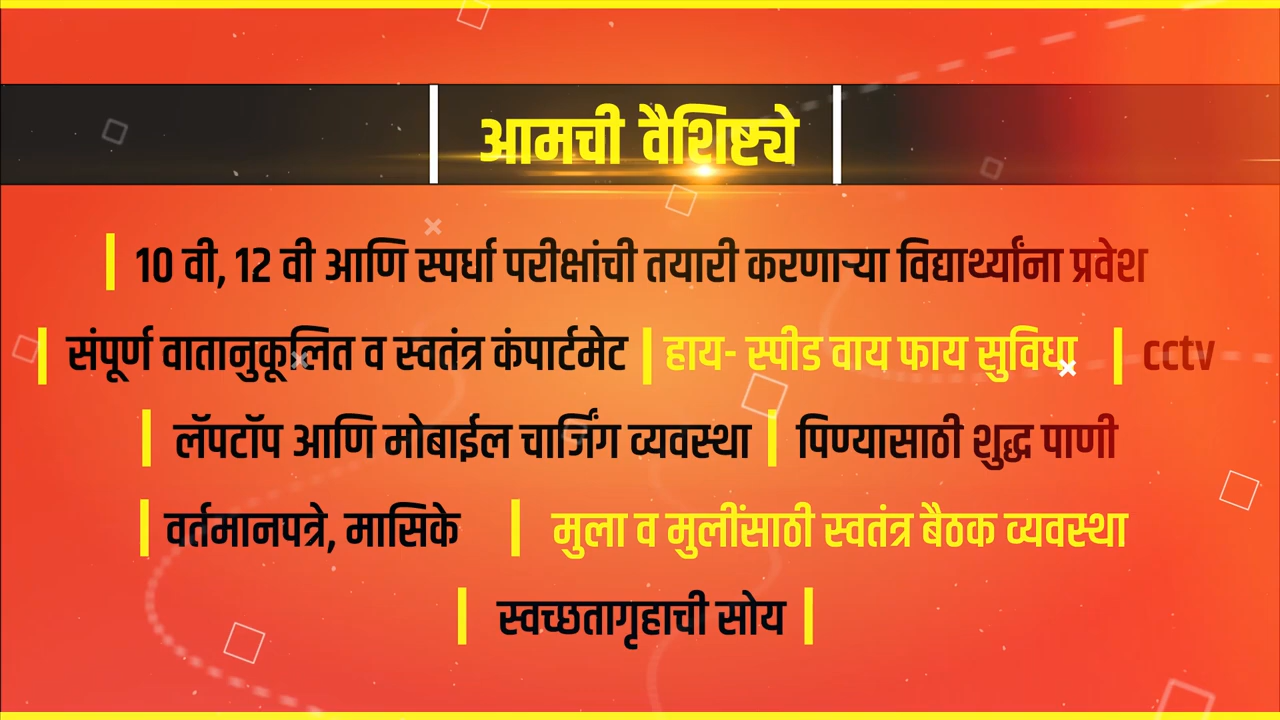 आमची वैशिष्ट्ये
10 वी, 12 वी आणि स्पर्धा परीक्षांची तयारी करणाऱ्या विद्यार्थ्यांना प्रवेश
संपूर्ण वातानुकूलित व स्वतंत्र कंपार्टमेट | हाय- स्पीड वाय फाय सुविधा | cctv
लॅपटॉप आणि मोबाईल चार्जिंग व्यवस्था | पिण्यासाठी शुद्ध पाणी
वर्तमानपत्रे, मासिके | मुला व मुलींसाठी स्वतंत्र बैठक व्यवस्था
स्वच्छतागृहाची सोय